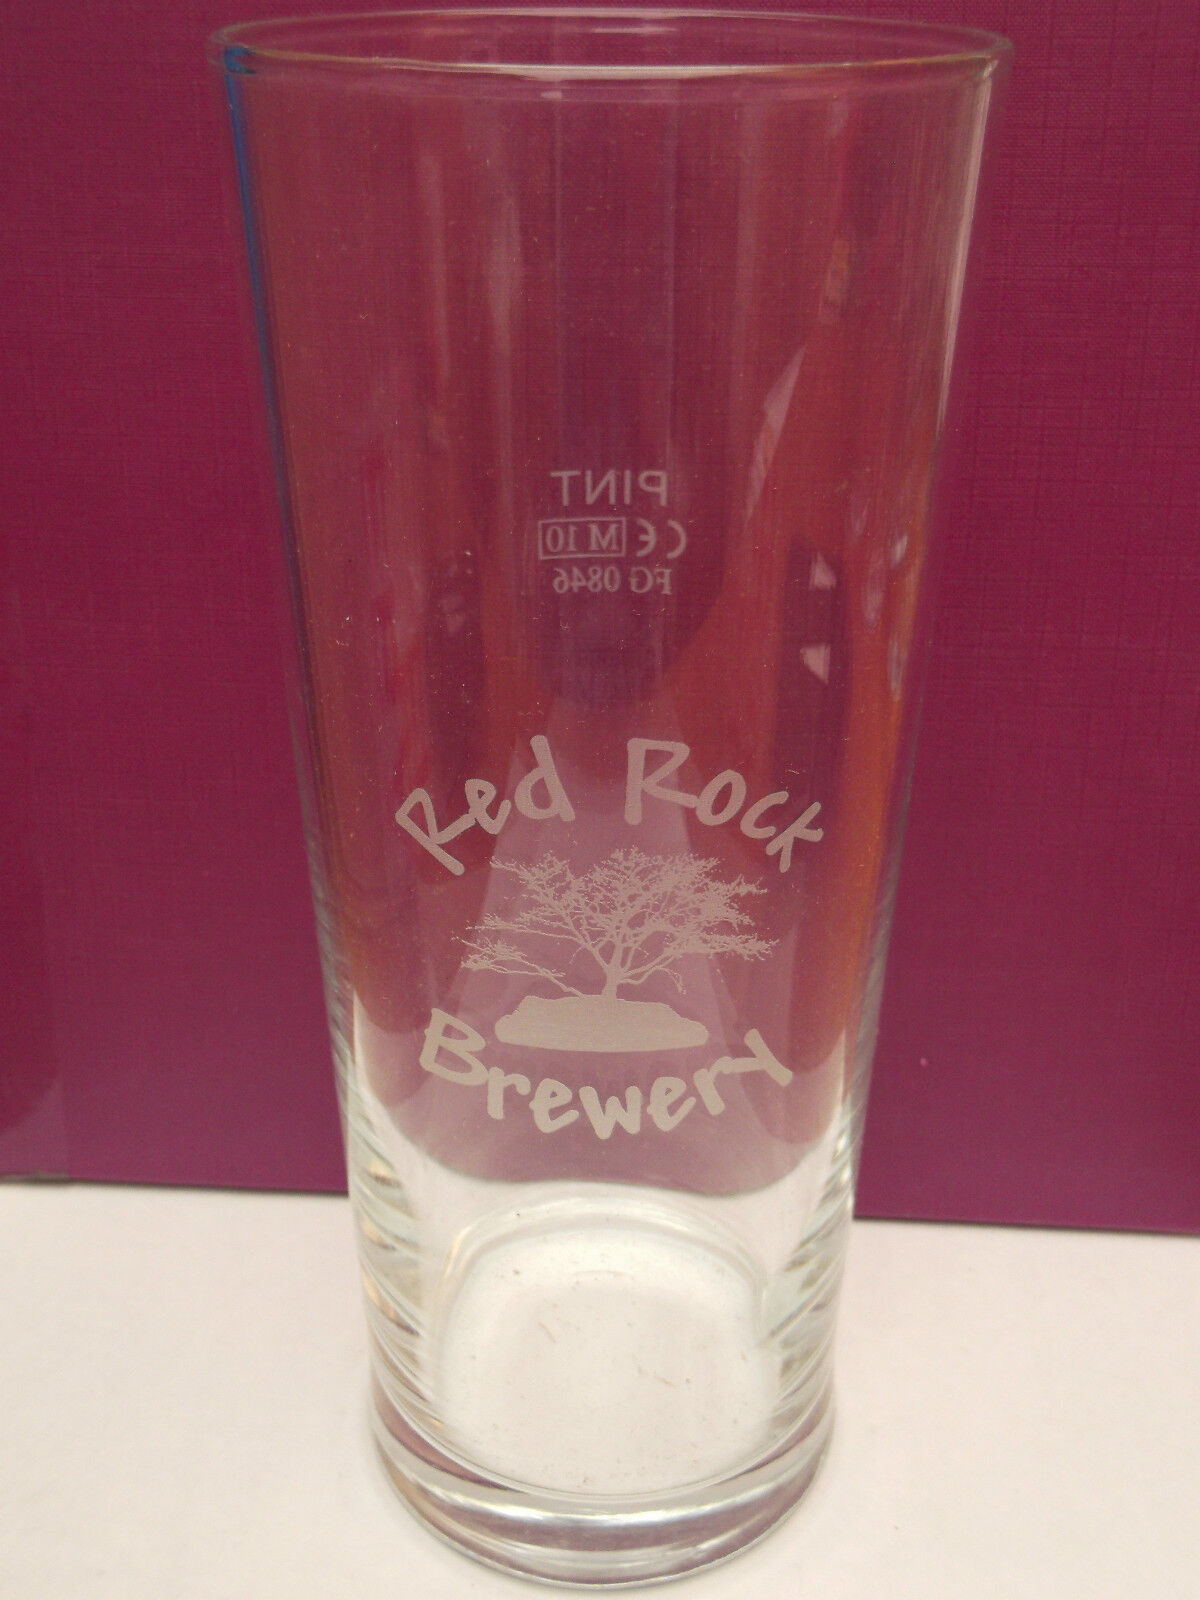 PINT
CE M 10
FG 0846
Red Rock
Brewery